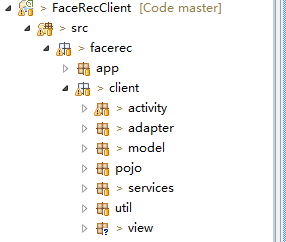 > FaceRecClient [Code master]
> src
> facerec
app
> client
> activity
> adapter
> model
pojo
> services
util
> view